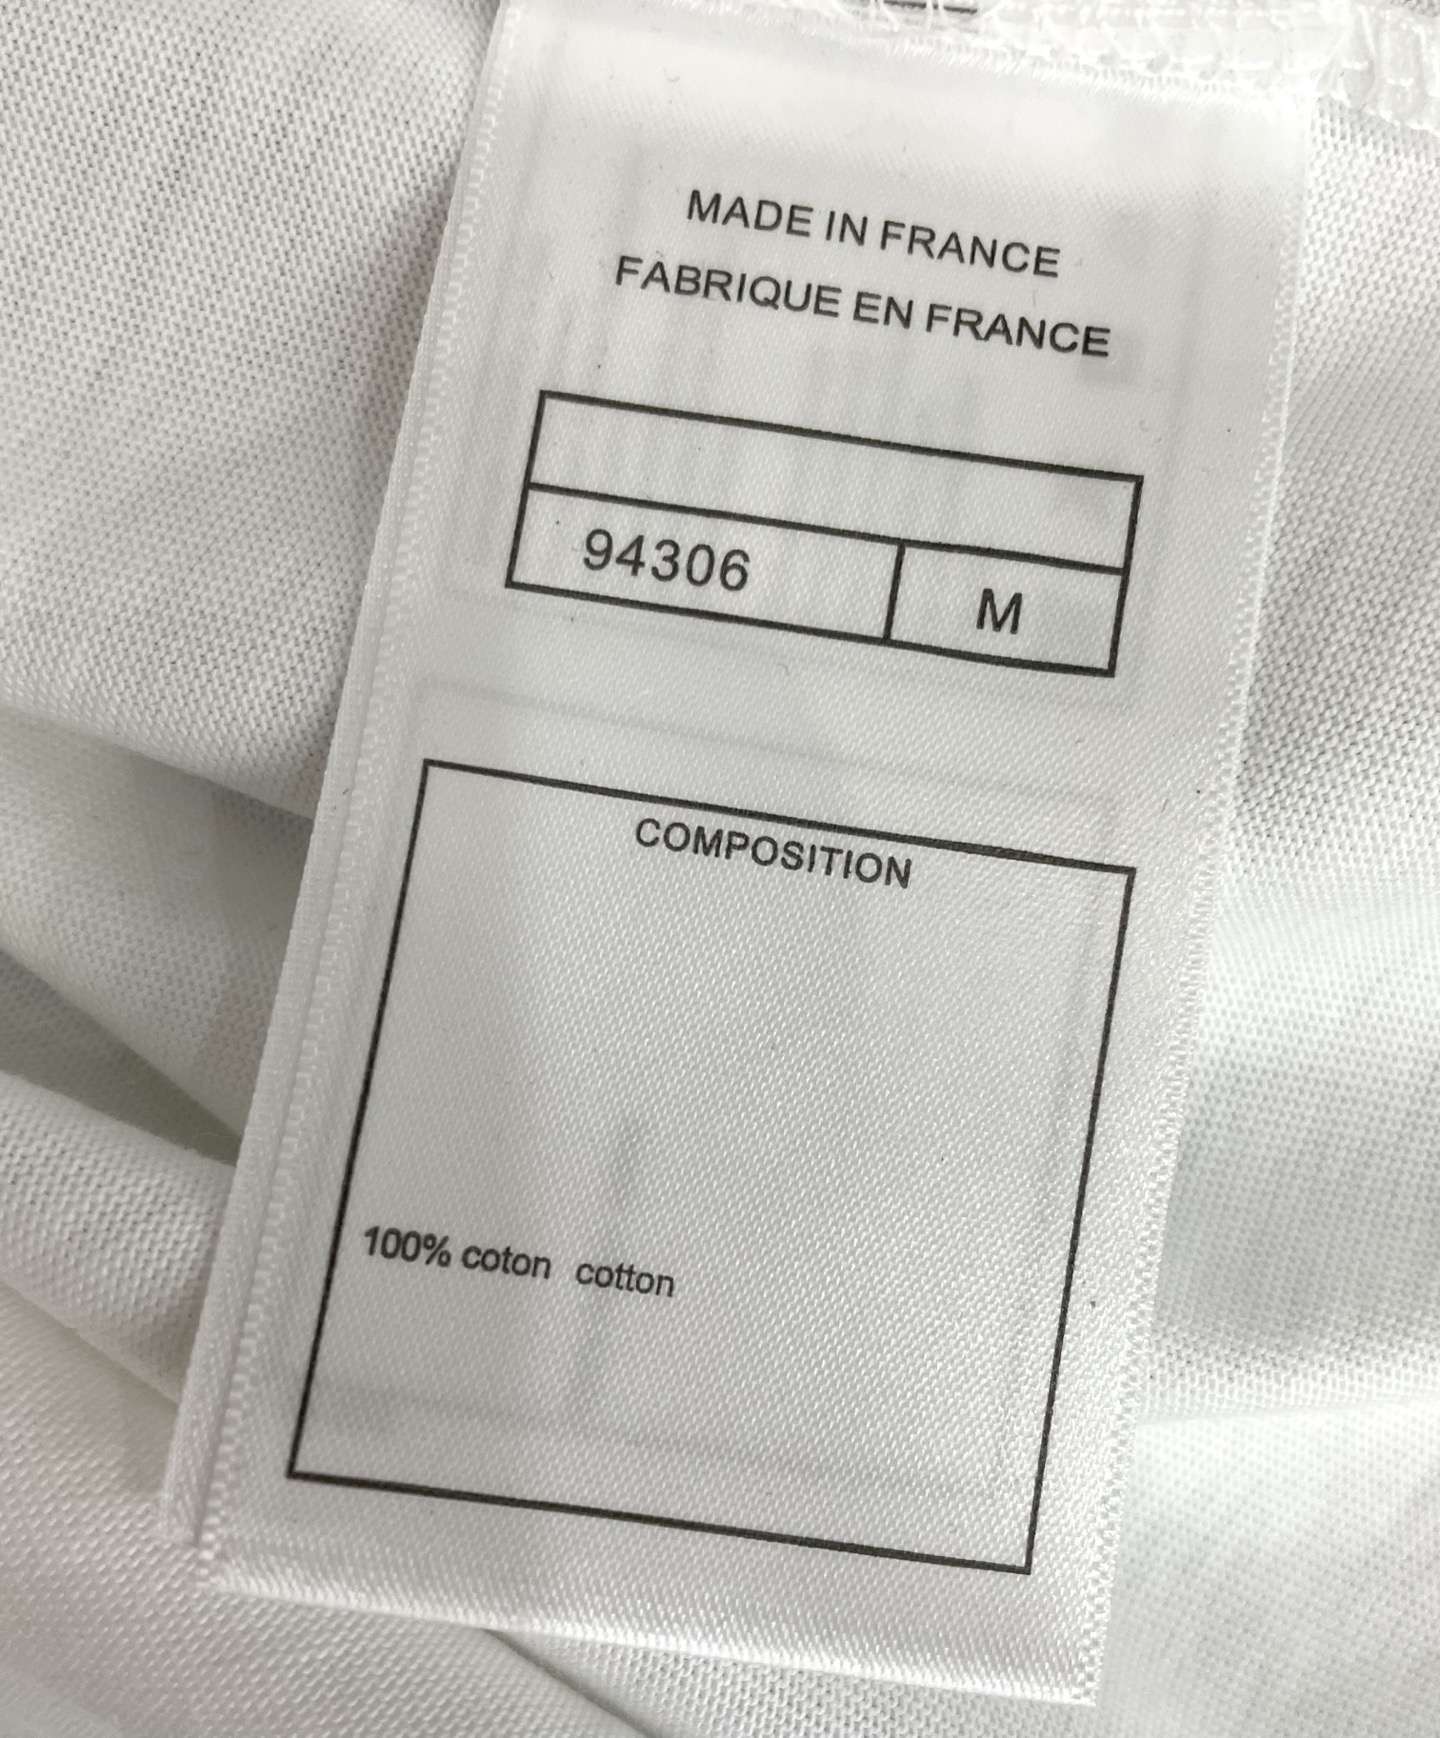 MADE IN FRANCE
FABRIQUE EN FRANCE
94306 M
COMPOSITION
100% coton cotton